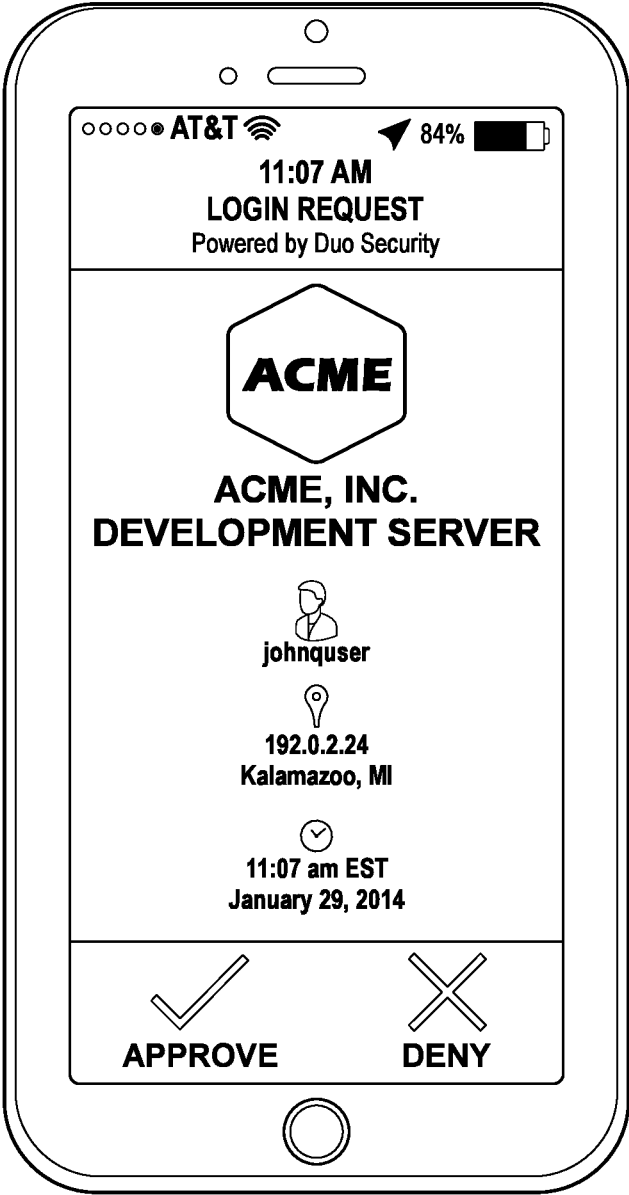 AT&T 84%
11:07 AM
LOGIN REQUEST
Powered by Duo Security
ACME
ACME, INC.
DEVELOPMENT SERVER
johnquser
192.0.2.24
Kalamazoo, MI
11:07 am EST
January 29, 2014
APPROVE DENY